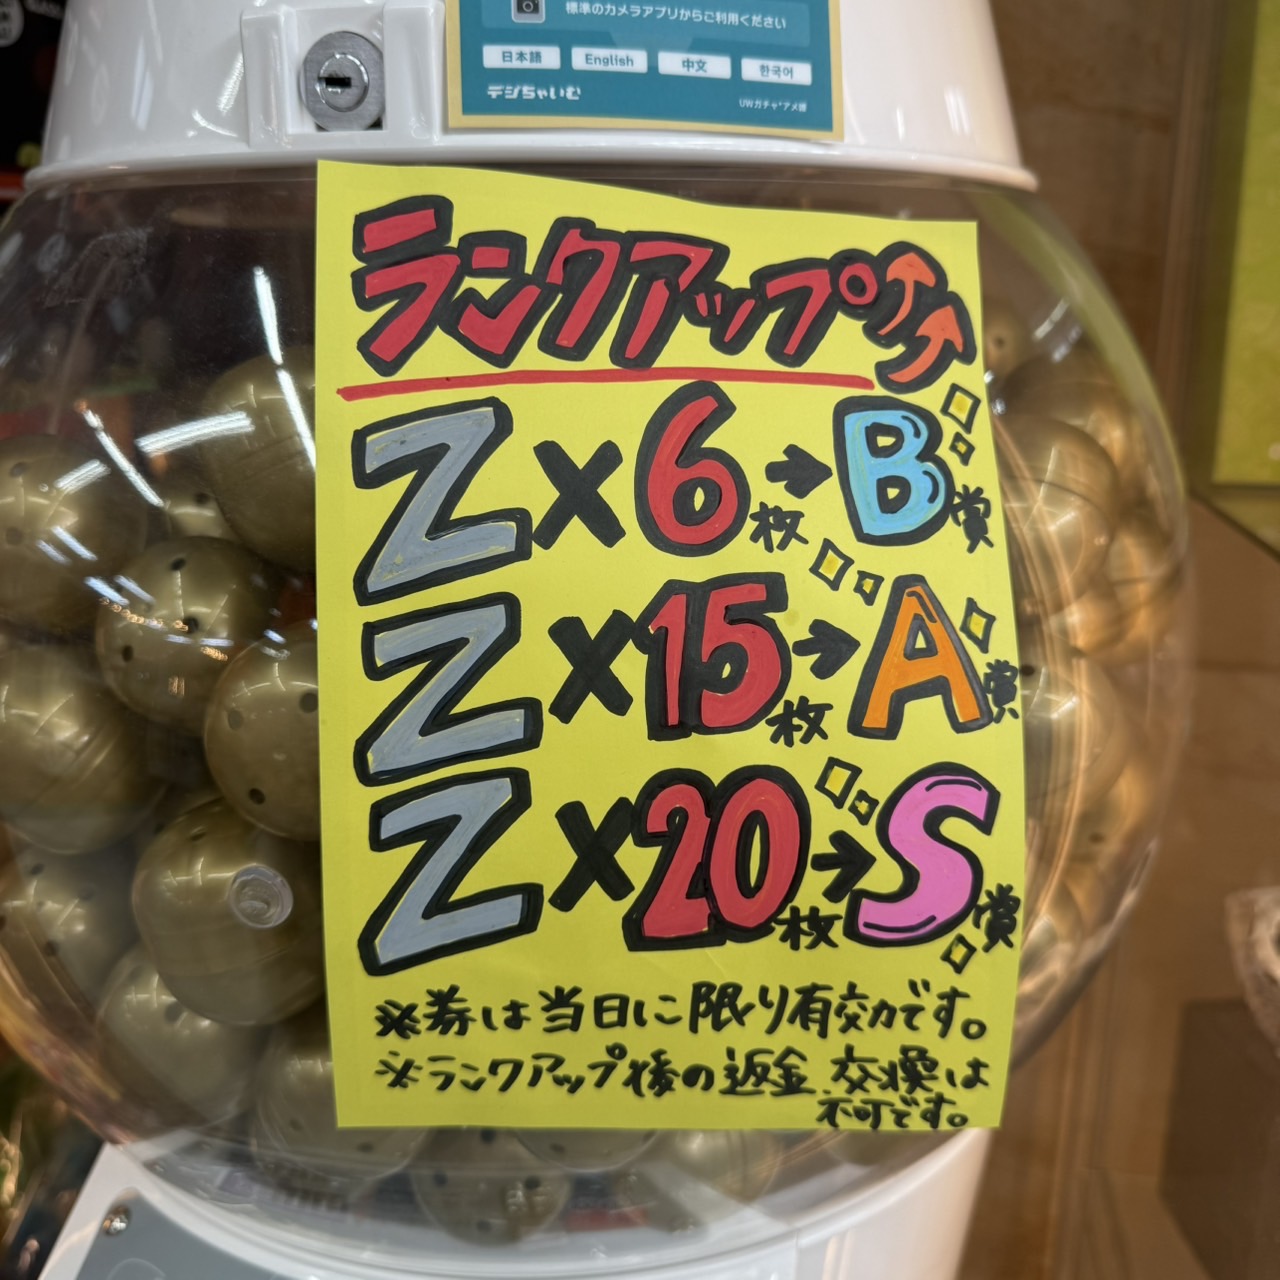 標準のカメラアプリからご利用ください
日本語 English 中文 한국어
デジちゃいむ
UWガチャ*アメ横
ランクアップ
Z×6枚→B賞
Z×15枚→A賞
Z×20枚→S賞
※券は当日に限り有効です。
※ランクアップ後の返金、交換は
不可です。